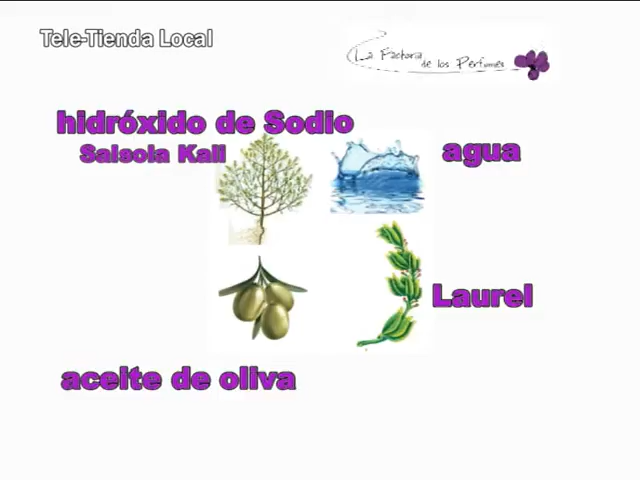 Tele-Tienda Local
La Factoria
de los Perfumes
hidróxido de Sodio
Salsola Kali
agua
Laurel
aceite de oliva